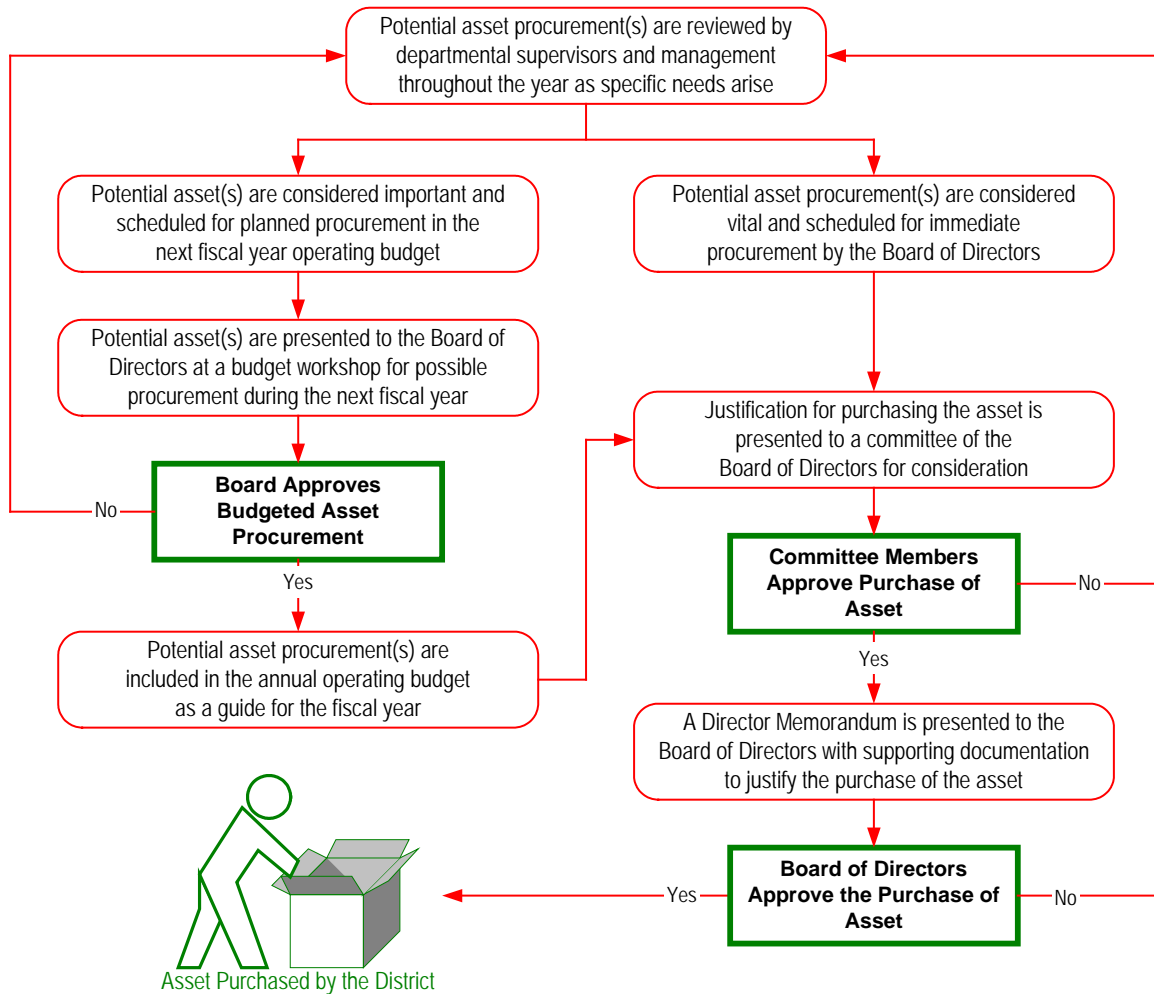 Potential asset procurement(s) are reviewed by
departmental supervisors and management
throughout the year as specific needs arise
Potential asset(s) are considered important and
scheduled for planned procurement in the
next fiscal year operating budget
Potential asset procurement(s) are considered
vital and scheduled for immediate
procurement by the Board of Directors
Potential asset(s) are presented to the Board of
Directors at a budget workshop for possible
procurement during the next fiscal year
Justification for purchasing the asset is
presented to a committee of the
Board of Directors for consideration
Board Approves
Budgeted Asset
Procurement
No
Yes
Committee Members
Approve Purchase of
Asset
No
Yes
Potential asset procurement(s) are
included in the annual operating budget
as a guide for the fiscal year
A Director Memorandum is presented to the
Board of Directors with supporting documentation
to justify the purchase of the asset
Board of Directors
Approve the Purchase of
Asset
Yes
No
Asset Purchased by the District